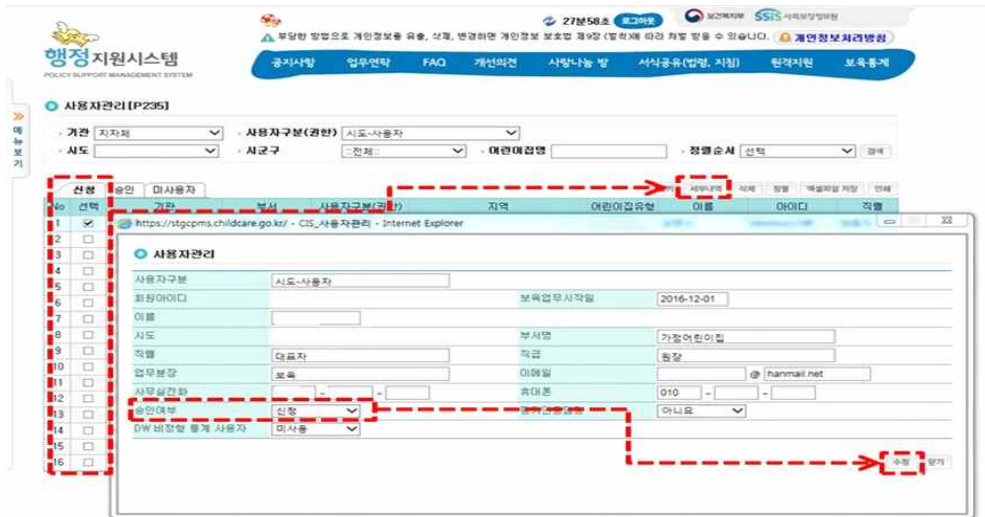 27분58초 로그아웃 보건복지부 SSiS 사회보장정보원
부당한 방법으로 개인정보를 유출, 삭제, 변경하면 개인정보 보호법 제9장 (벌칙)에 따라 처벌 받을 수 있습니다. 개인정보처리방침
행정지원시스템
POLICY SUPPORT MANAGEMENT SYSTEM
공지사항 업무연락 FAQ 개선의견 사랑나눔 방 서식공유(법령, 지침) 원격지원 보육통계
메뉴보기
사용자관리[P235]
기관 지자체 사용자구분(권한) 시도-사용자
시도 시군구 ::전체:: 어린이집명 정렬순서 선택 검색
신청 승인 미사용자 세부내역 삭제 정렬 엑셀파일 저장 인쇄
No 선택 기관 부서 사용자구분(권한) 지역 어린이집유형 이름 아이디 직렬
1
2
3
4
5
6
7
8
9
10
11
12
13
14
15
16
https://stgcpms.childcare.go.kr/ - CIS_사용자관리 - Internet Explorer
사용자관리
사용자구분 시도-사용자
회원아이디 보육업무시작일 2016-12-01
이름
시도 부서명 가정어린이집
직렬 대표자 직급 원장
업무분장 보육 이메일 @ hanmail.net
사무실전화 - - 휴대폰 010 - -
승인여부 신청 아니요
DW 비정형 통계 사용자 미사용
수정 닫기